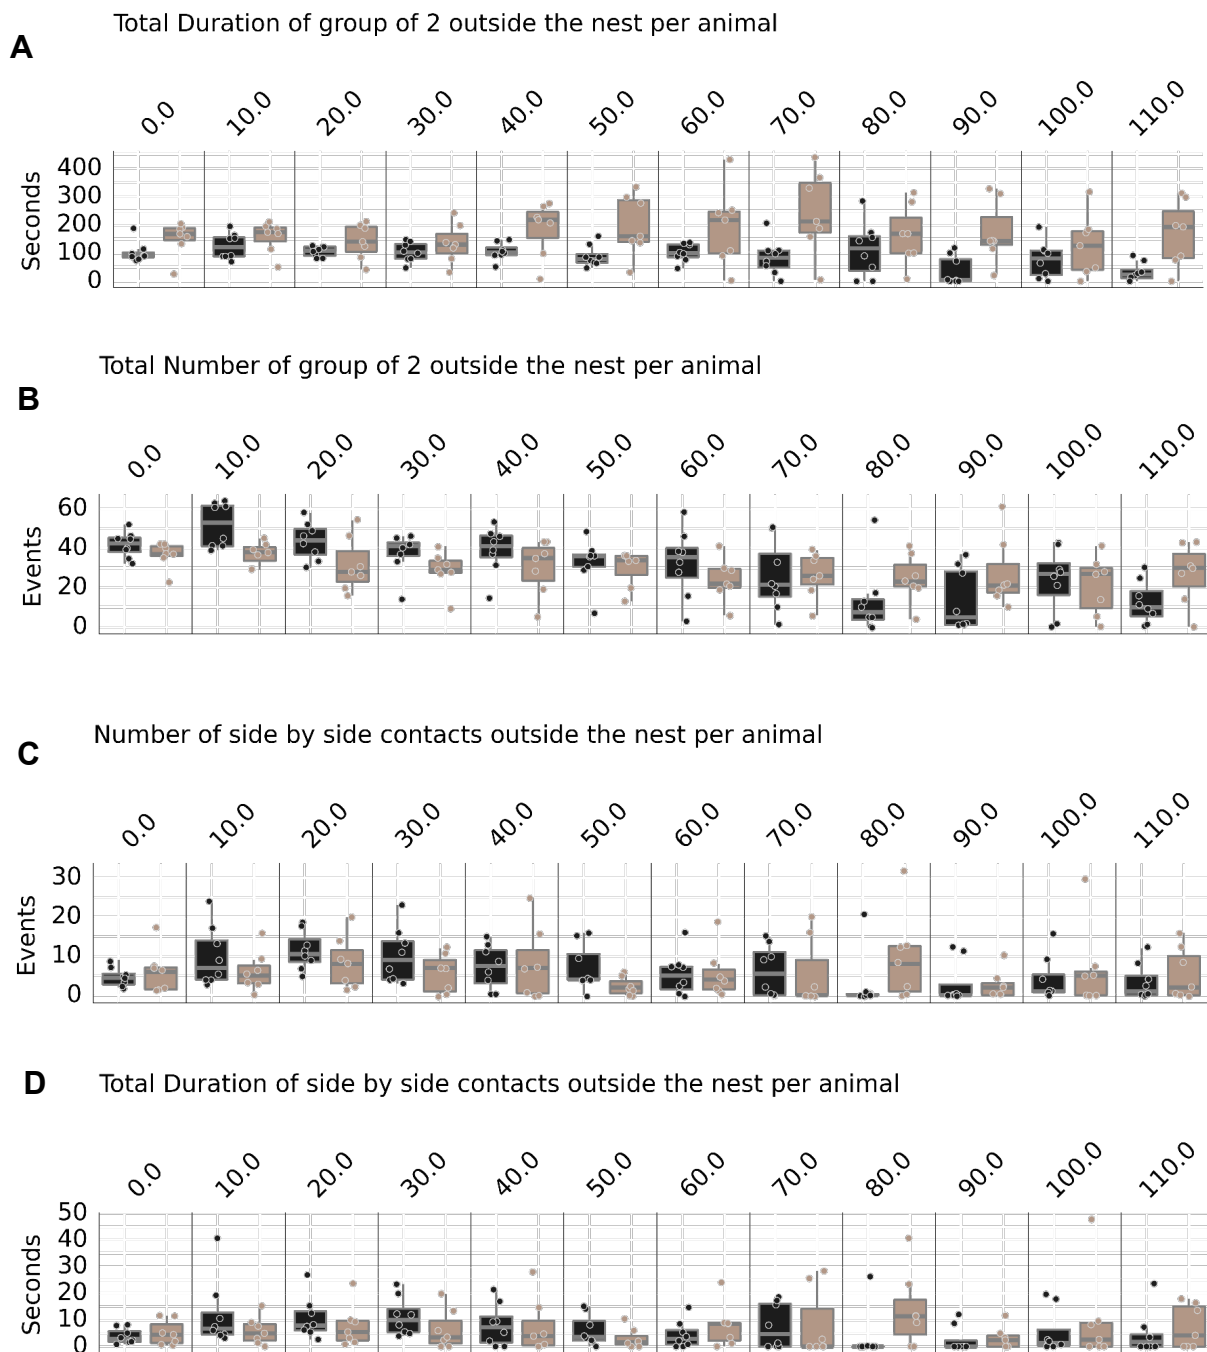 Total Duration of group of 2 outside the nest per animal
A
0.0 10.0 20.0 30.0 40.0 50.0 60.0 70.0 80.0 90.0 100.0 110.0
Seconds
400
300
200
100
0
Total Number of group of 2 outside the nest per animal
B
0.0 10.0 20.0 30.0 40.0 50.0 60.0 70.0 80.0 90.0 100.0 110.0
Events
60
40
20
0
Number of side by side contacts outside the nest per animal
C
0.0 10.0 20.0 30.0 40.0 50.0 60.0 70.0 80.0 90.0 100.0 110.0
Events
30
20
10
0
D
Total Duration of side by side contacts outside the nest per animal
0.0 10.0 20.0 30.0 40.0 50.0 60.0 70.0 80.0 90.0 100.0 110.0
Seconds
50
40
30
20
10
0